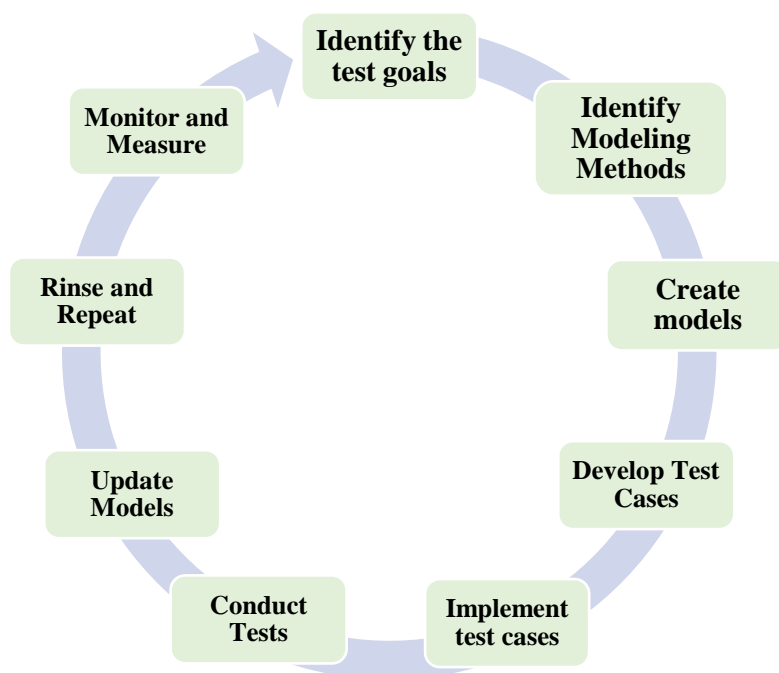 Identify the
test goals
Identify
Modeling
Methods
Create
models
Develop Test
Cases
Implement
test cases
Conduct
Tests
Update
Models
Rinse and
Repeat
Monitor and
Measure